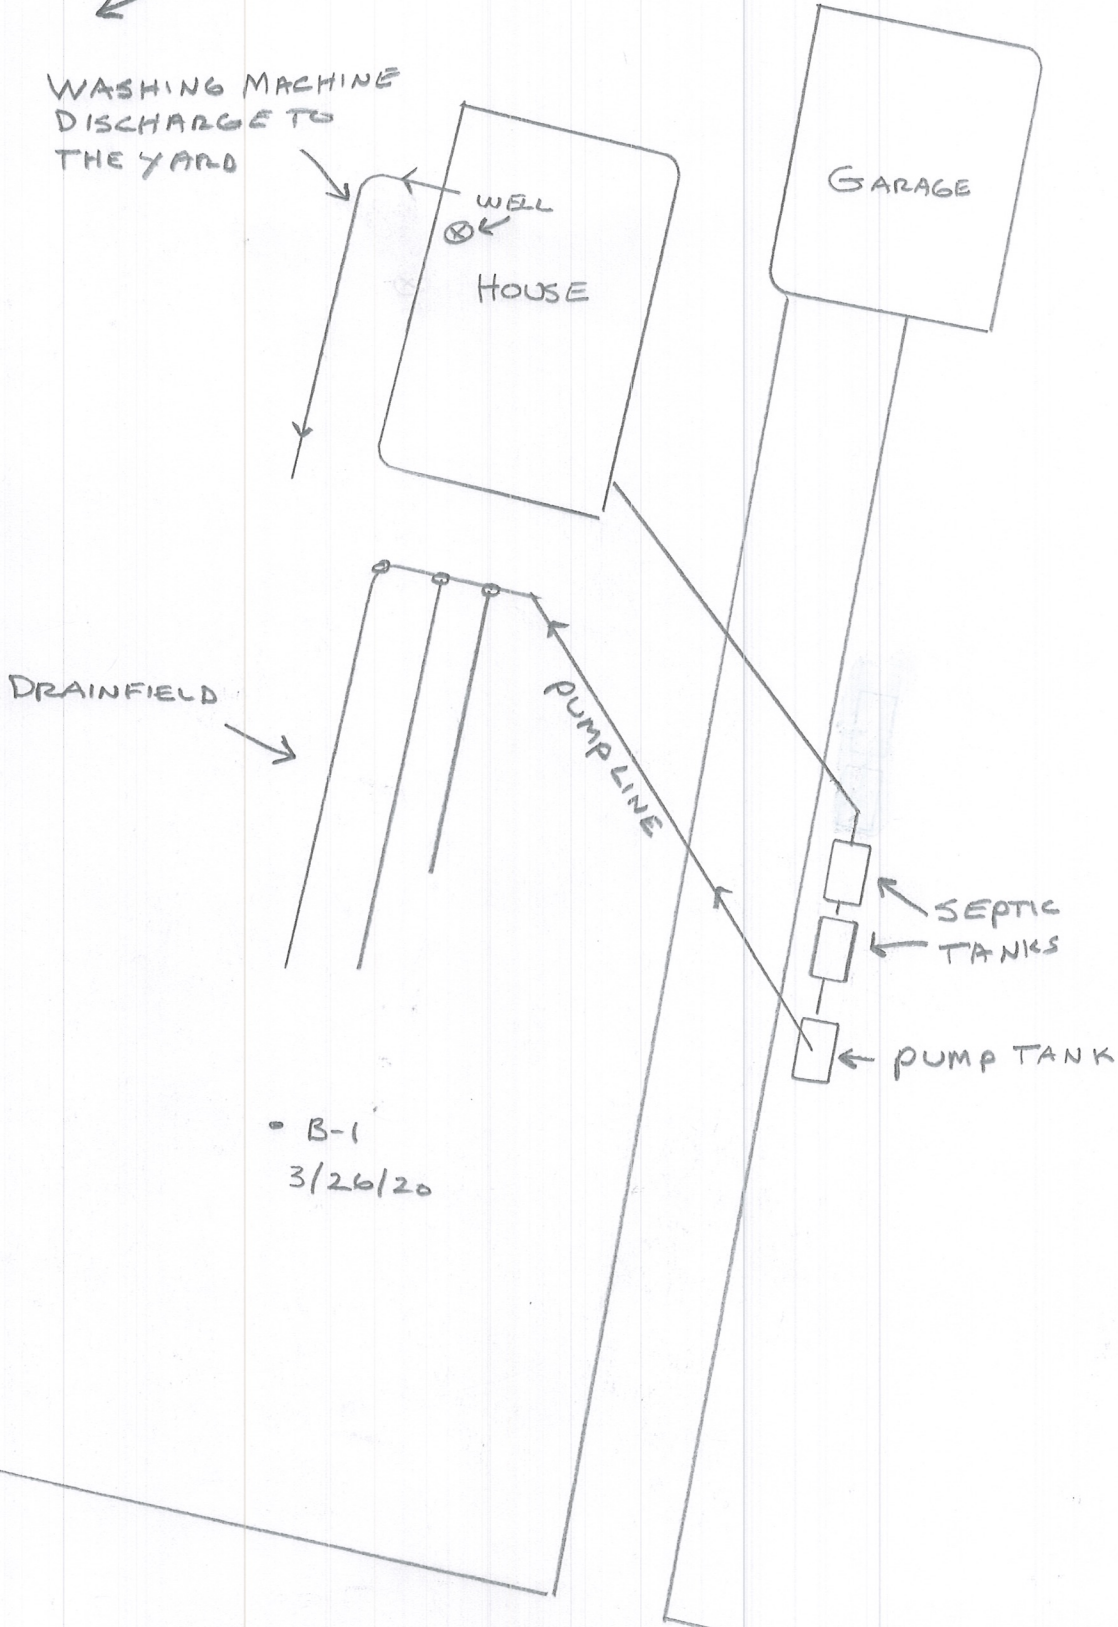 WASHING MACHINE
DISCHARGE TO
THE YARD
GARAGE
WELL
HOUSE
DRAINFIELD
PUMP LINE
SEPTIC
TANKS
PUMP TANK
B-1
3/26/20